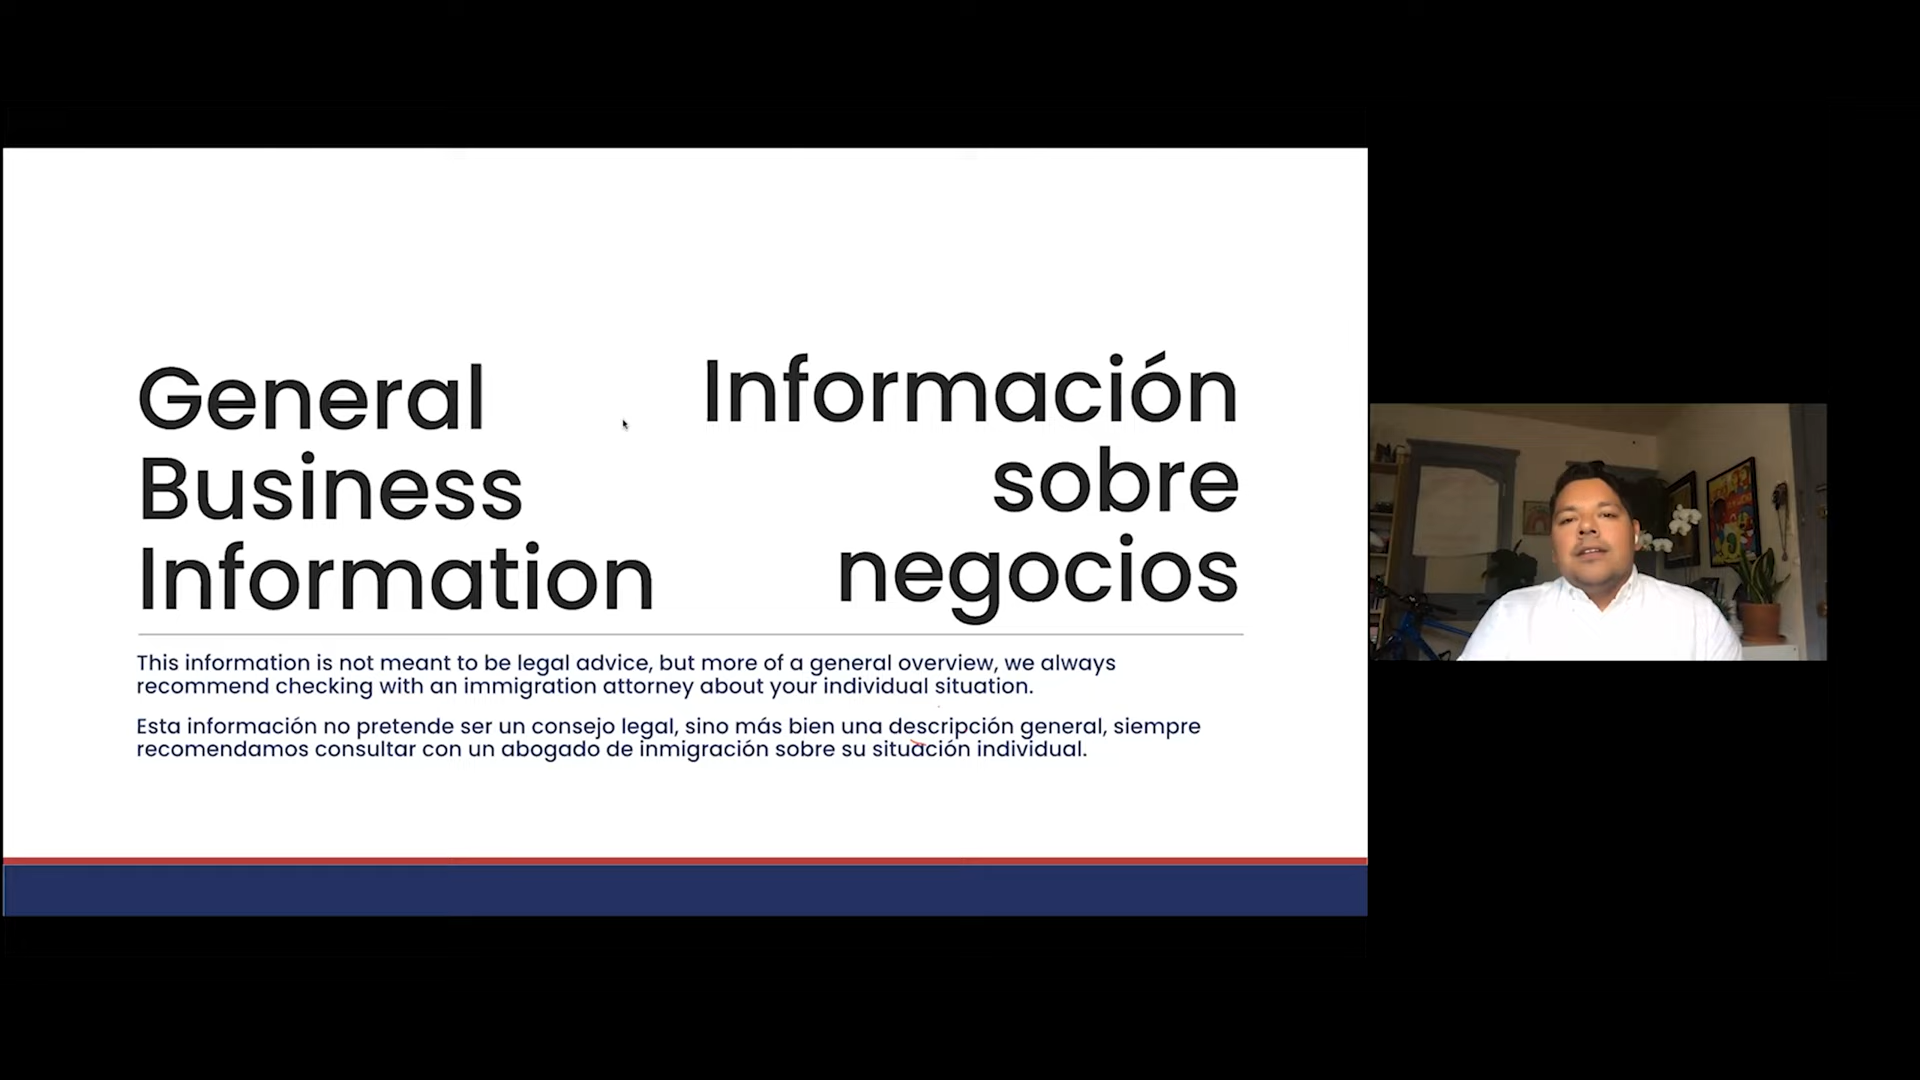 General
Business
Information
Información
sobre
negocios
This information is not meant to be legal advice, but more of a general overview, we always
recommend checking with an immigration attorney about your individual situation.
Esta información no pretende ser un consejo legal, sino más bien una descripción general, siempre
recomendamos consultar con un abogado de inmigración sobre su situación individual.